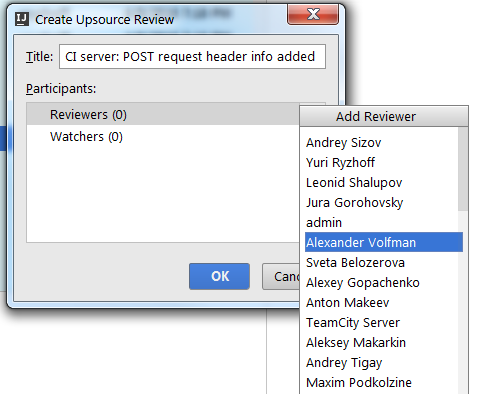 Create Upsource Review
Title: CI server: POST request header info added
Participants:
Reviewers (0)
Watchers (0)
OK
Add Reviewer
Andrey Sizov
Yuri Ryzhoff
Leonid Shalupov
Jura Gorohovsky
admin
Alexander Volfman
Sveta Belozerova
Alexey Gopachenko
Anton Makeev
TeamCity Server
Aleksey Makarkin
Andrey Tigay
Maxim Podkolzine